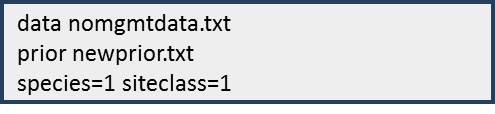 data nomgmtdata.txt
prior newprior.txt
species=1 siteclass=1